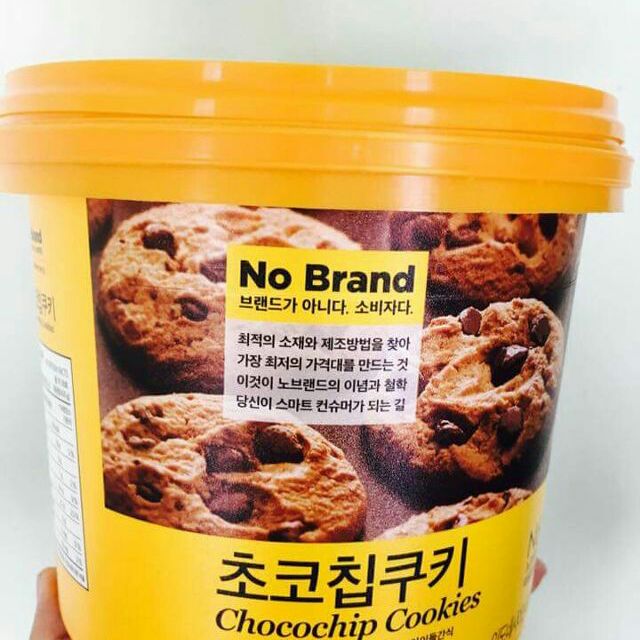 No Brand
브랜드가 아니다. 소비자다.
최적의 소재와 제조방법을 찾아
가장 최저의 가격대를 만드는 것
이것이 노브랜드의 이념과 철학
당신이 스마트 컨슈머가 되는 길
초코칩쿠키
Chocochip Cookies